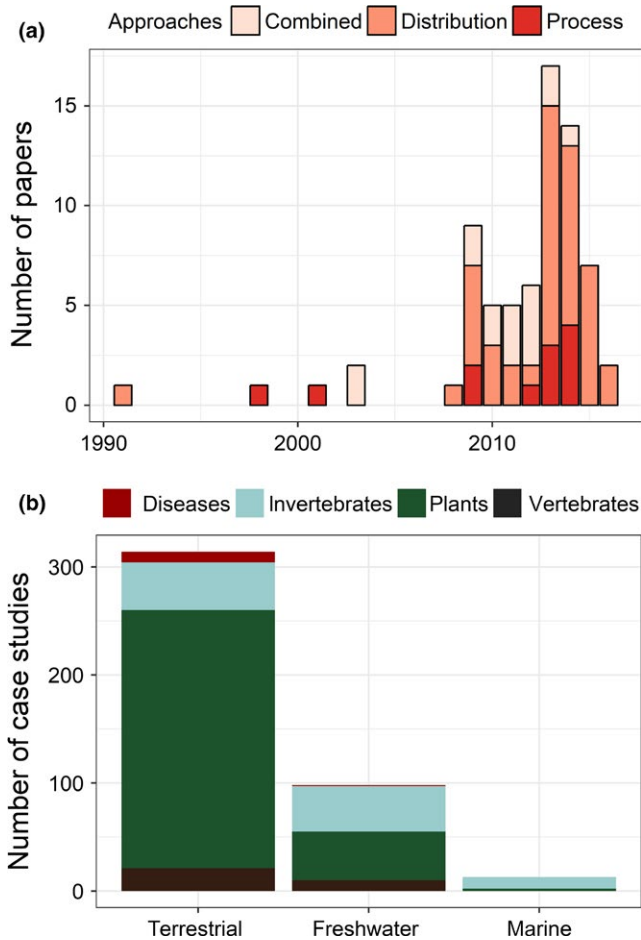 (a)
Approaches Combined Distribution Process
Number of papers
15
10
5
0
1990 2000 2010
(b)
Diseases Invertebrates Plants Vertebrates
Number of case studies
300
200
100
0
Terrestrial Freshwater Marine